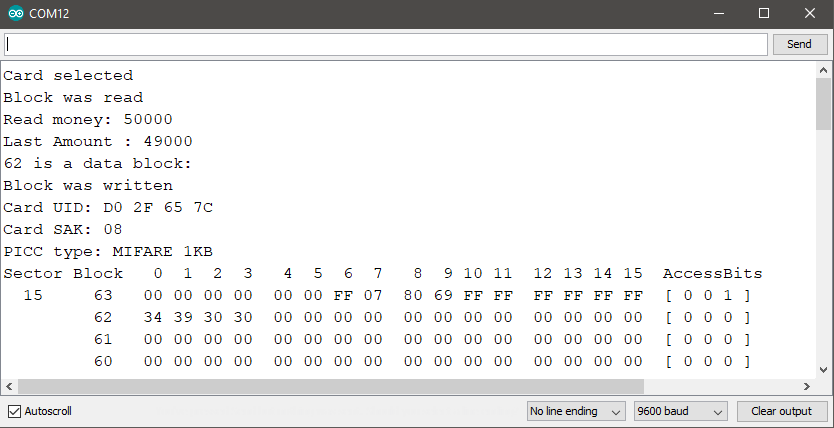 COM12
Send
Card selected
Block was read
Read money: 50000
Last Amount : 49000
62 is a data block:
Block was written
Card UID: D0 2F 65 7C
Card SAK: 08
PICC type: MIFARE 1KB
Sector Block 0 1 2 3 4 5 6 7 8 9 10 11 12 13 14 15 AccessBits
15 63 00 00 00 00 00 00 FF 07 80 69 FF FF FF FF FF FF [ 0 0 1 ]
62 34 39 30 30 00 00 00 00 00 00 00 00 00 00 00 00 [ 0 0 0 ]
61 00 00 00 00 00 00 00 00 00 00 00 00 00 00 00 00 [ 0 0 0 ]
60 00 00 00 00 00 00 00 00 00 00 00 00 00 00 00 00 [ 0 0 0 ]
Autoscroll No line ending 9600 baud Clear output